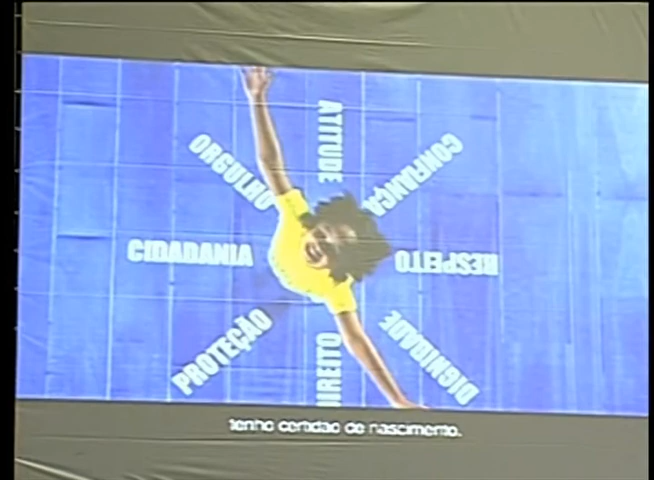 ATITUDE
CONFIANÇA
RESPEITO
DIGNIDADE
DIREITO
PROTEÇÃO
CIDADANIA
ORGULHO
tenho certidão de nascimento.